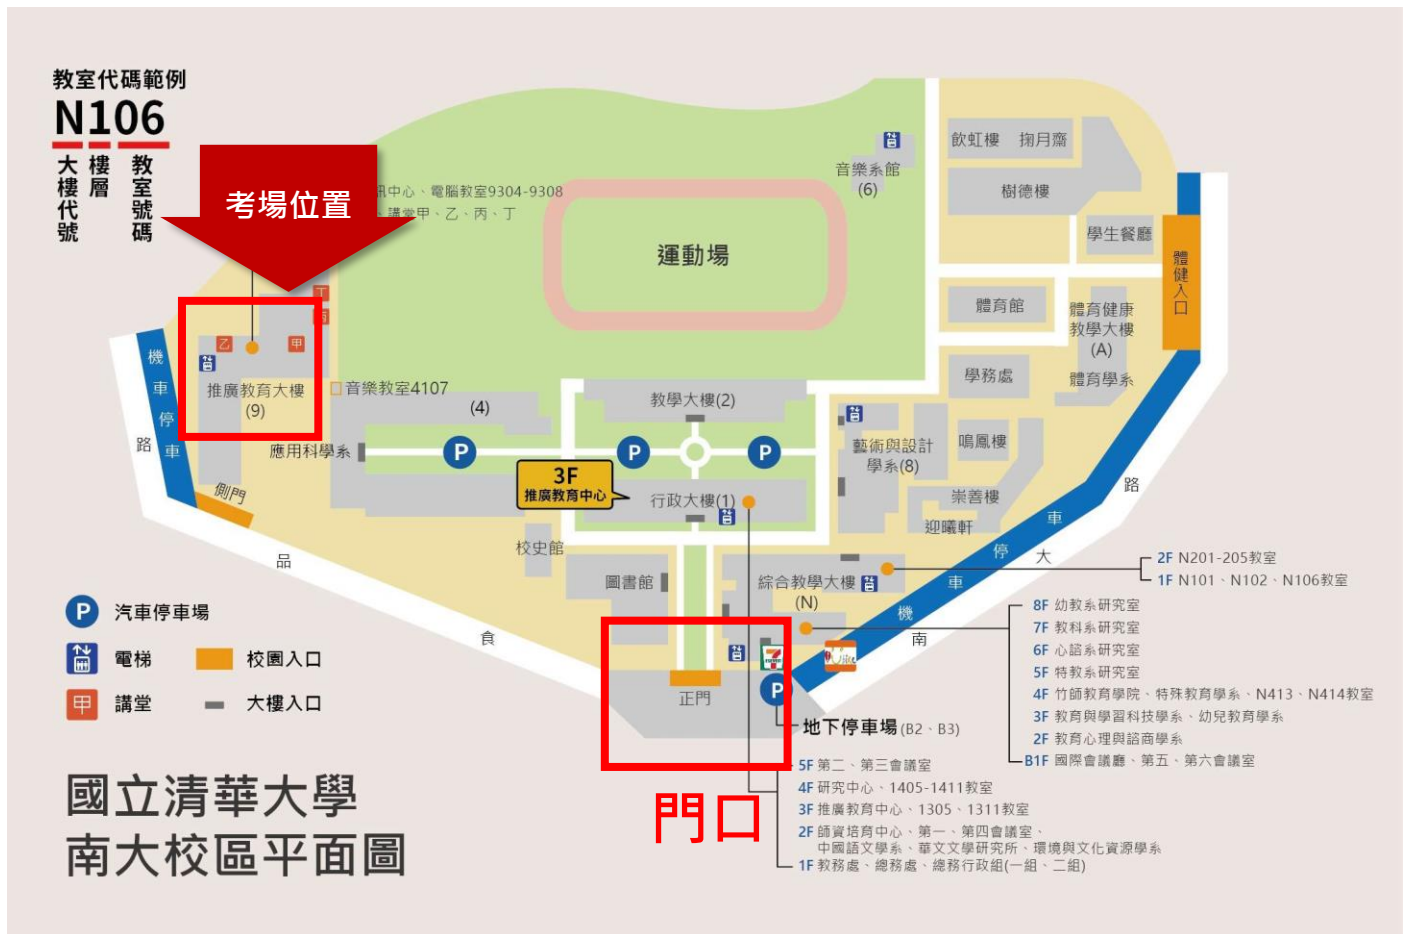 教室代碼範例
N106
大樓代號
樓層
教室號碼
考場位置
訊中心、電腦教室9304-9308
、講堂甲、乙、丙、丁
運動場
音樂系館
(6)
飲虹樓
掬月齋
樹德樓
學生餐廳
體健入口
體育館
體育健康
教學大樓
(A)
體育學系
學務處
丁
丙
乙
甲
推廣教育大樓
(9)
機車停車
路
側門
音樂教室4107
(4)
應用科學系
P
教學大樓(2)
P
P
3F
推廣教育中心
行政大樓(1)
藝術與設計
學系(8)
鳴鳳樓
崇善樓
迎曦軒
校史館
圖書館
綜合教學大樓
(N)
品
食
路
大
南
機車停車
2F N201-205教室
1F N101、N102、N106教室
8F 幼教系研究室
7F 教科系研究室
6F 心諮系研究室
5F 特教系研究室
4F 竹師教育學院、特殊教育學系、N413、N414教室
3F 教育與學習科技學系、幼兒教育學系
2F 教育心理與諮商學系
B1F 國際會議廳、第五、第六會議室
P 汽車停車場
電梯
校園入口
甲 講堂
大樓入口
正門
7
P
地下停車場(B2、B3)
門口
5F 第二、第三會議室
4F 研究中心、1405-1411教室
3F 推廣教育中心、1305、1311教室
2F 師資培育中心、第一、第四會議室、
中國語文學系、華文文學研究所、環境與文化資源學系
1F 教務處、總務處、總務行政組(一組、二組)
國立清華大學
南大校區平面圖